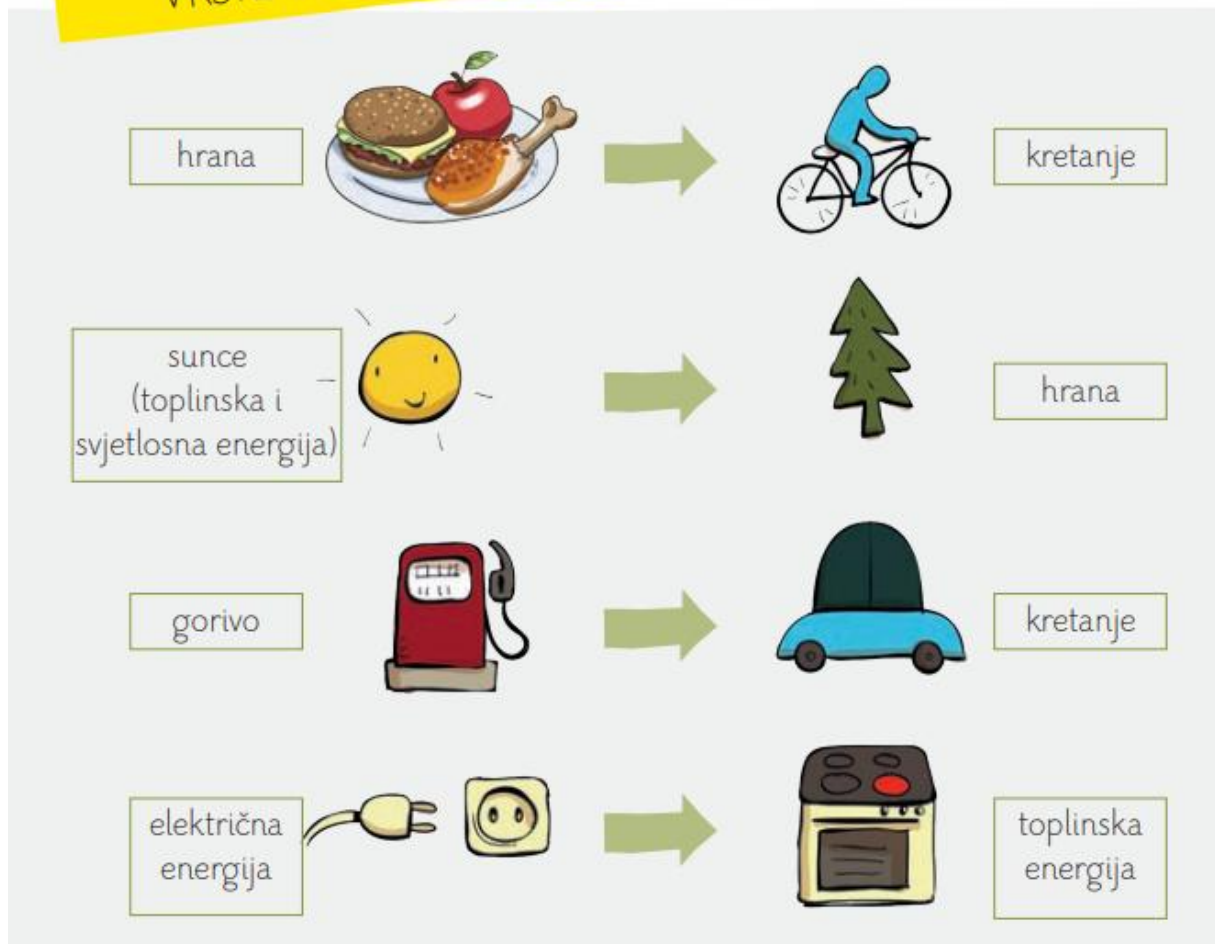 hrana
kretanje
sunce
(toplinska i
svjetlosna energija)
hrana
gorivo
kretanje
električna
energija
toplinska
energija